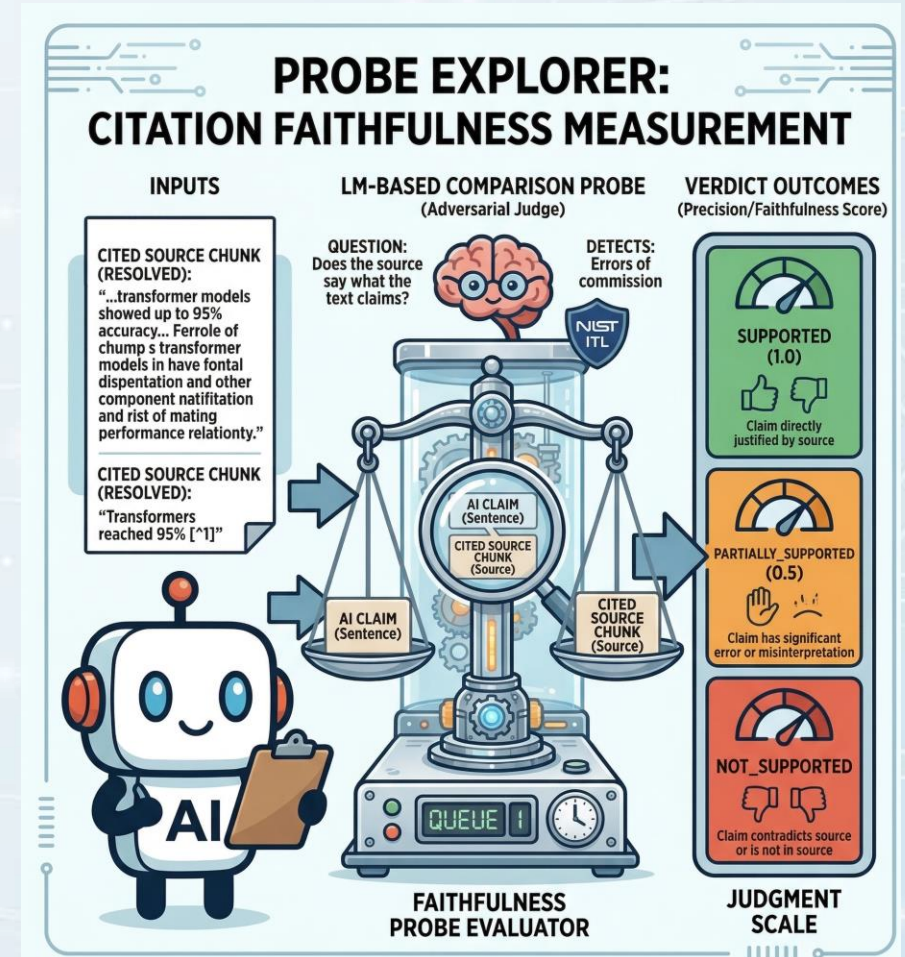 PROBE EXPLORER:
CITATION FAITHFULNESS MEASUREMENT
INPUTS
CITED SOURCE CHUNK
(RESOLVED):
"...transformer models
showed up to 95%
accuracy... Ferrole of
chump s transformer
models in have fontal
dispentation and other
component natifitation
and rist of mating
performance relationty."
CITED SOURCE CHUNK
(RESOLVED):
"Transformers
reached 95% [^1]"
LM-BASED COMPARISON PROBE
(Adversarial Judge)
QUESTION:
Does the source
say what the
text claims?
DETECTS:
Errors of
commission
NIST
ITL
AI CLAIM
(Sentence)
CITED SOURCE
CHUNK
(Source)
AI CLAIM
(Sentence)
CITED
SOURCE
CHUNK
(Source)
AI
QUEUE 1
FAITHFULNESS
PROBE EVALUATOR
VERDICT OUTCOMES
(Precision/Faithfulness Score)
SUPPORTED
(1.0)
Claim directly
justified by source
PARTIALLY_SUPPORTED
(0.5)
Claim has significant
error or misinterpretation
NOT_SUPPORTED
Claim contradicts source
or is not in source
JUDGMENT
SCALE